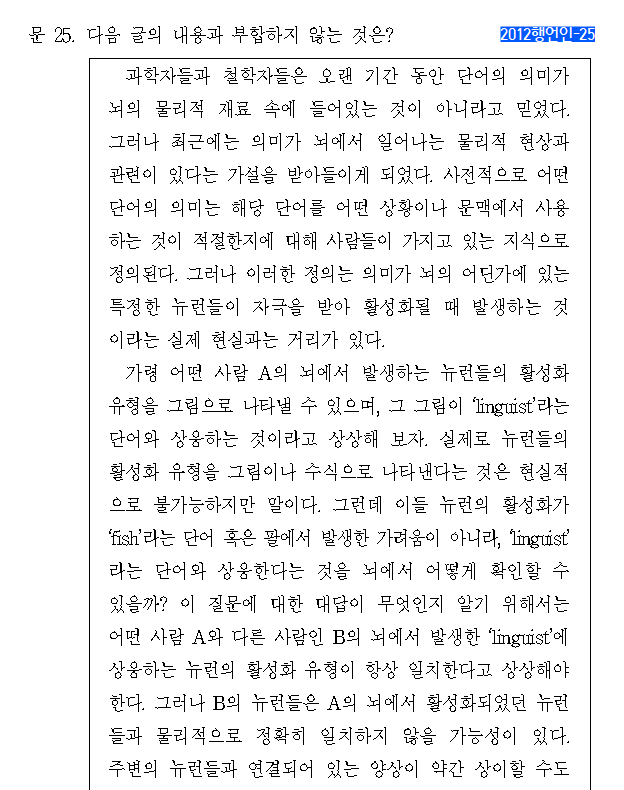 문 25. 다음 글의 내용과 부합하지 않는 것은?
2012행언인-25
과학자들과 철학자들은 오랜 기간 동안 단어의 의미가
뇌의 물리적 재료 속에 들어있는 것이 아니라고 믿었다.
그러나 최근에는 의미가 뇌에서 일어나는 물리적 현상과
관련이 있다는 가설을 받아들이게 되었다. 사전적으로 어떤
단어의 의미는 해당 단어를 어떤 상황이나 문맥에서 사용
하는 것이 적절한지에 대해 사람들이 가지고 있는 지식으로
정의된다. 그러나 이러한 정의는 의미가 뇌의 어딘가에 있는
특정한 뉴런들이 자극을 받아 활성화될 때 발생하는 것
이라는 실제 현실과는 거리가 있다.
가령 어떤 사람 A의 뇌에서 발생하는 뉴런들의 활성화
유형을 그림으로 나타낼 수 있으며, 그 그림이 ‘linguist’라는
단어와 상응하는 것이라고 상상해 보자. 실제로 뉴런들의
활성화 유형을 그림이나 수식으로 나타낸다는 것은 현실적
으로 불가능하지만 말이다. 그런데 이들 뉴런의 활성화가
‘fish’라는 단어 혹은 팔에서 발생한 가려움이 아니라, ‘linguist’
라는 단어와 상응한다는 것을 뇌에서 어떻게 확인할 수
있을까? 이 질문에 대한 대답이 무엇인지 알기 위해서는
어떤 사람 A와 다른 사람인 B의 뇌에서 발생한 ‘linguist’에
상응하는 뉴런의 활성화 유형이 항상 일치한다고 상상해야
한다. 그러나 B의 뉴런들은 A의 뇌에서 활성화되었던 뉴런
들과 물리적으로 정확히 일치하지 않을 가능성이 있다.
주변의 뉴런들과 연결되어 있는 양상이 약간 상이할 수도